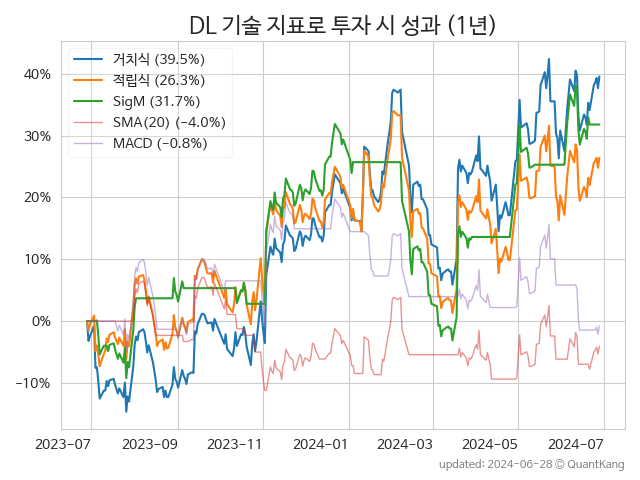 DL 기술 지표로 투자 시 성과 (1년)
거치식 (39.5%)
적립식 (26.3%)
SigM (31.7%)
SMA(20) (−4.0%)
MACD (−0.8%)
40%
30%
20%
10%
0%
−10%
2023-07 2023-09 2023-11 2024-01 2024-03 2024-05 2024-07
updated: 2024-06-28 © QuantKang